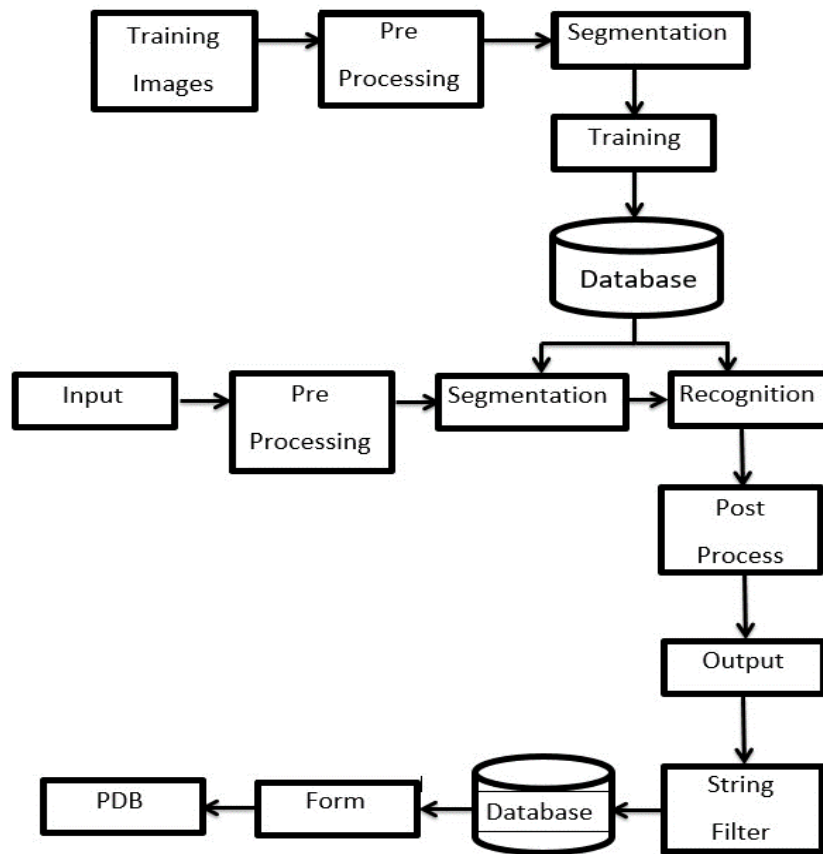 Training
Images
Pre
Processing
Segmentation
Training
Database
Input
Pre
Processing
Segmentation
Recognition
Post
Process
Output
String
Filter
Database
Form
PDB